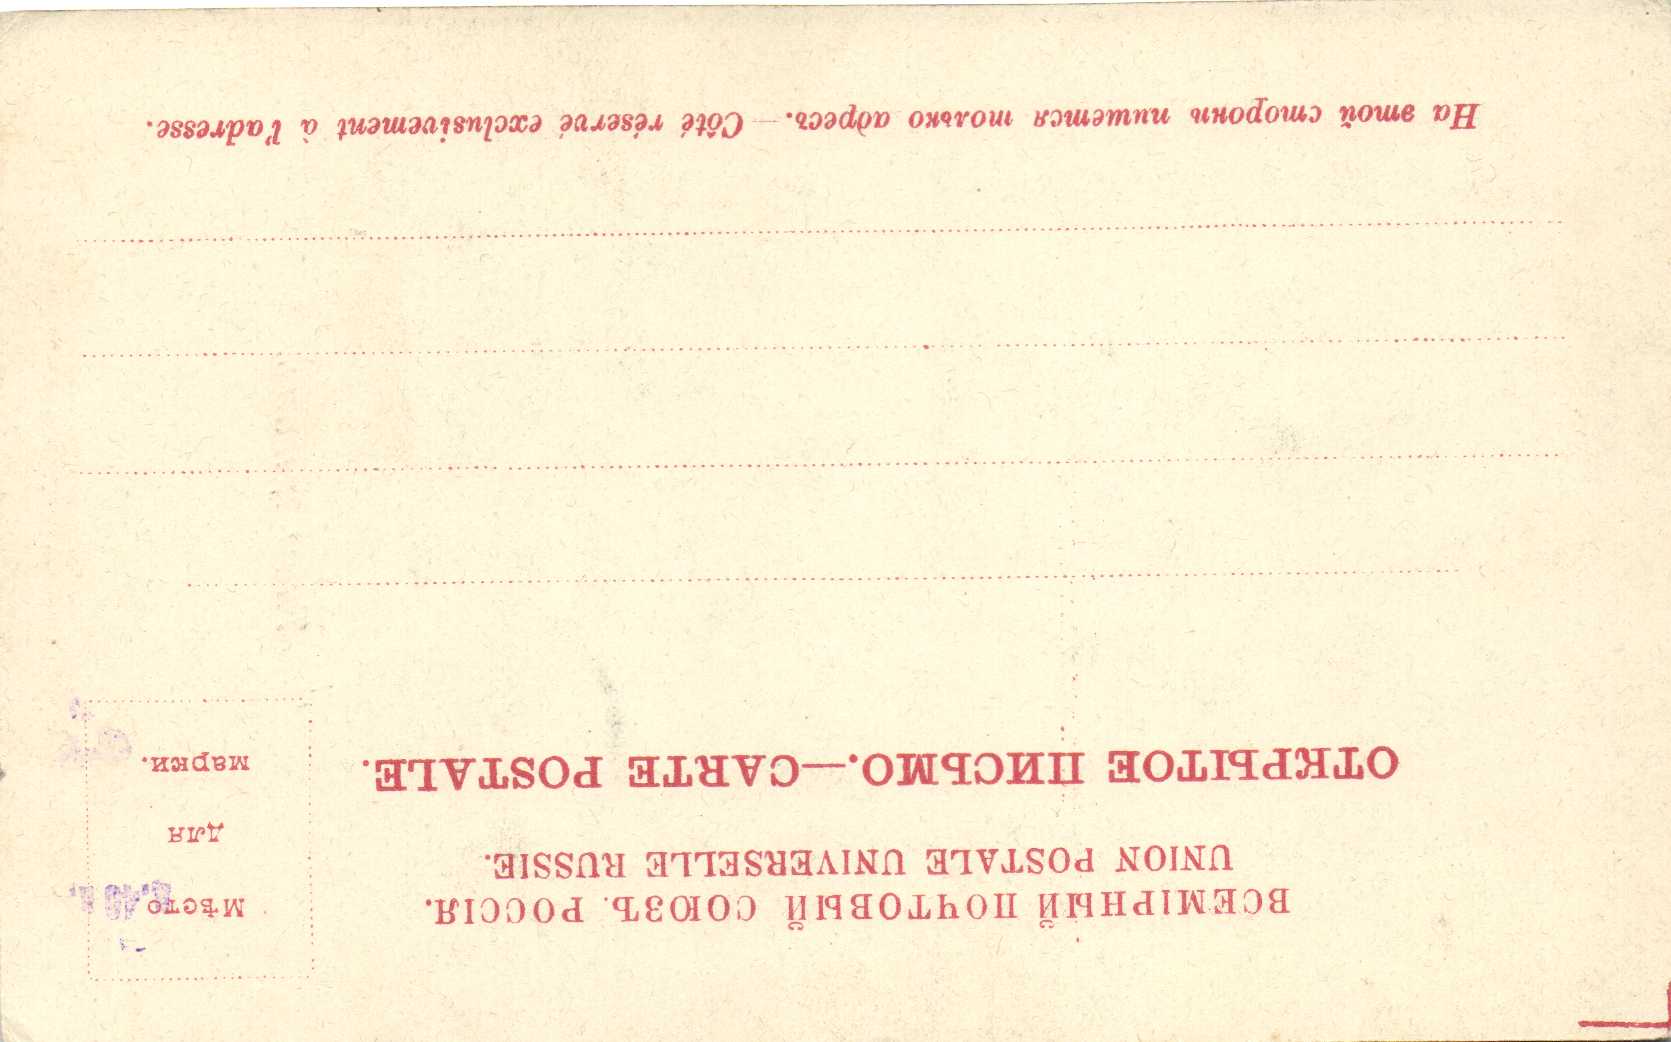 ВСЕМІРНЫЙ ПОЧТОВЫЙ СОЮЗЪ. РОССІЯ.
UNION POSTALE UNIVERSELLE RUSSIE.
ОТКРЫТОЕ ПИСЬМО.—CARTE POSTALE.
Мѣсто
для
марки.
На этой сторонѣ пишется только адресъ.—Côté réservé exclusivement à l'adresse.